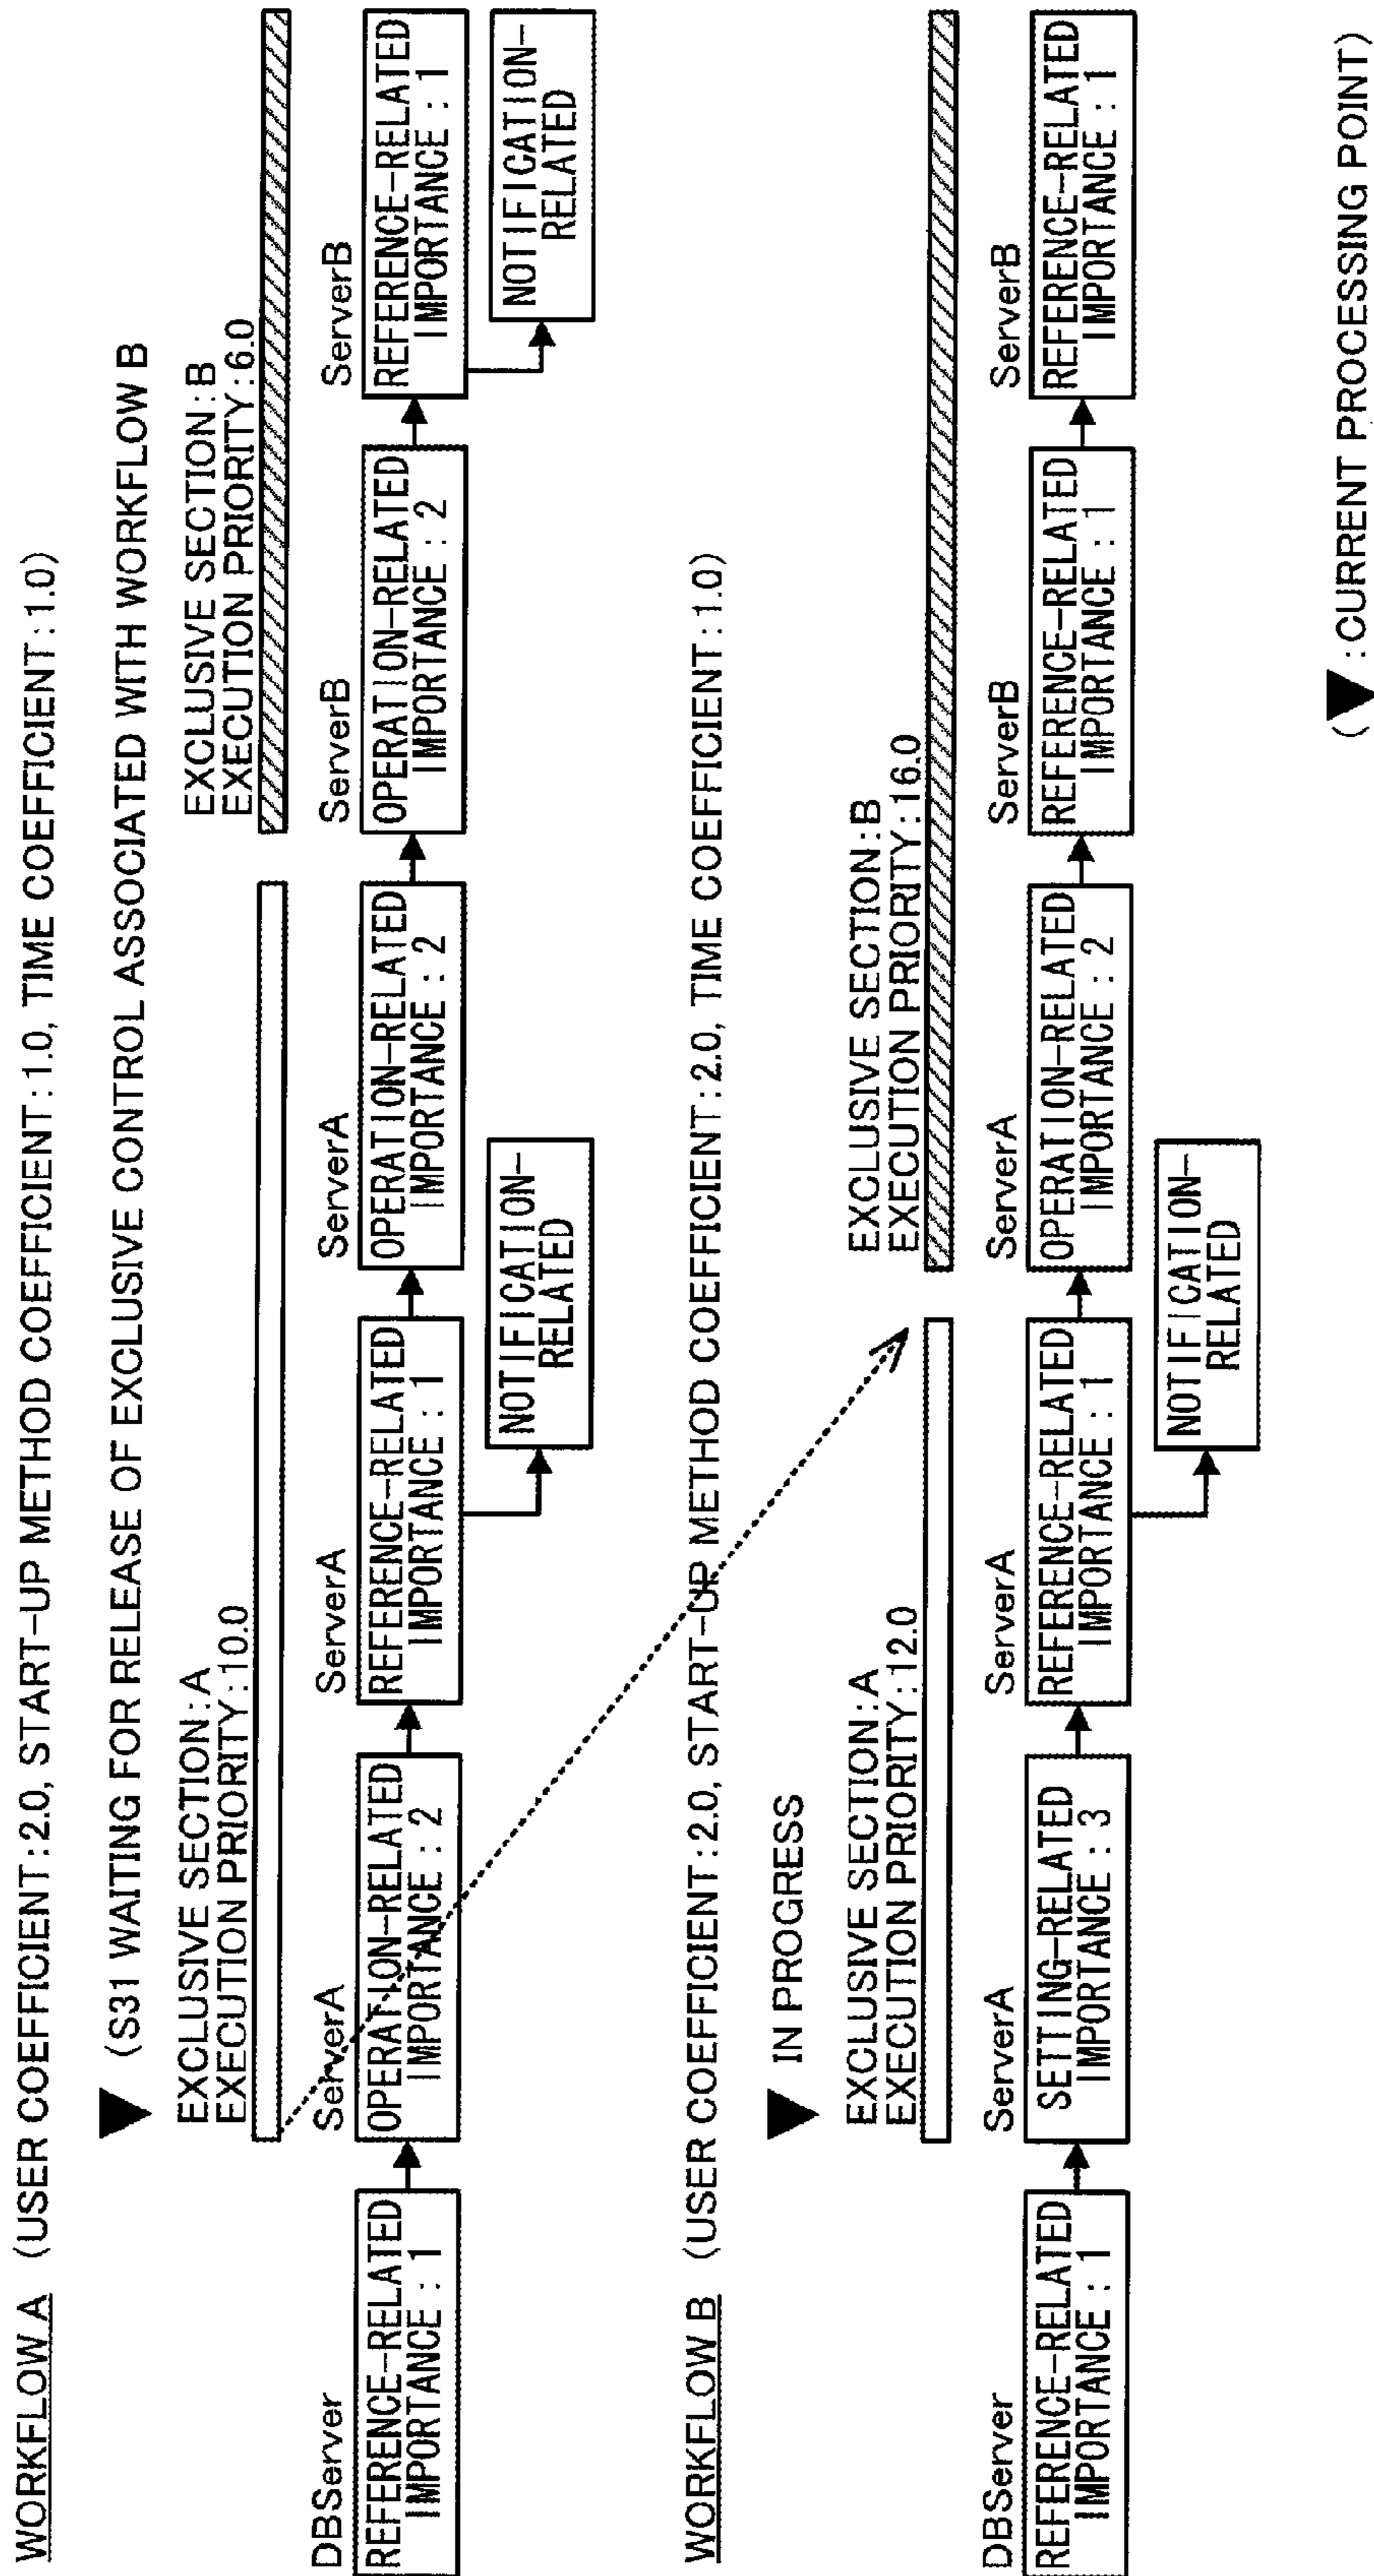 WORKFLOW A (USER COEFFICIENT:2.0, START-UP METHOD COEFFICIENT:1.0, TIME COEFFICIENT:1.0)
▼ (S31 WAITING FOR RELEASE OF EXCLUSIVE CONTROL ASSOCIATED WITH WORKFLOW B
EXCLUSIVE SECTION:A
EXECUTION PRIORITY:10.0
EXCLUSIVE SECTION:B
EXECUTION PRIORITY:6.0
DBServer
REFERENCE-RELATED
IMPORTANCE:1
ServerA
OPERATION-RELATED
IMPORTANCE:2
ServerA
REFERENCE-RELATED
IMPORTANCE:1
NOTIFICATION-
RELATED
ServerA
OPERATION-RELATED
IMPORTANCE:2
ServerB
OPERATION-RELATED
IMPORTANCE:2
ServerB
REFERENCE-RELATED
IMPORTANCE:1
NOTIFICATION-
RELATED
WORKFLOW B (USER COEFFICIENT:2.0, START-UP METHOD COEFFICIENT:2.0, TIME COEFFICIENT:1.0)
▼ IN PROGRESS
EXCLUSIVE SECTION:A
EXECUTION PRIORITY:12.0
EXCLUSIVE SECTION:B
EXECUTION PRIORITY:16.0
DBServer
REFERENCE-RELATED
IMPORTANCE:1
ServerA
SETTING-RELATED
IMPORTANCE:3
ServerA
REFERENCE-RELATED
IMPORTANCE:1
NOTIFICATION-
RELATED
ServerA
OPERATION-RELATED
IMPORTANCE:2
ServerB
REFERENCE-RELATED
IMPORTANCE:1
ServerB
REFERENCE-RELATED
IMPORTANCE:1
(▼:CURRENT PROCESSING POINT)